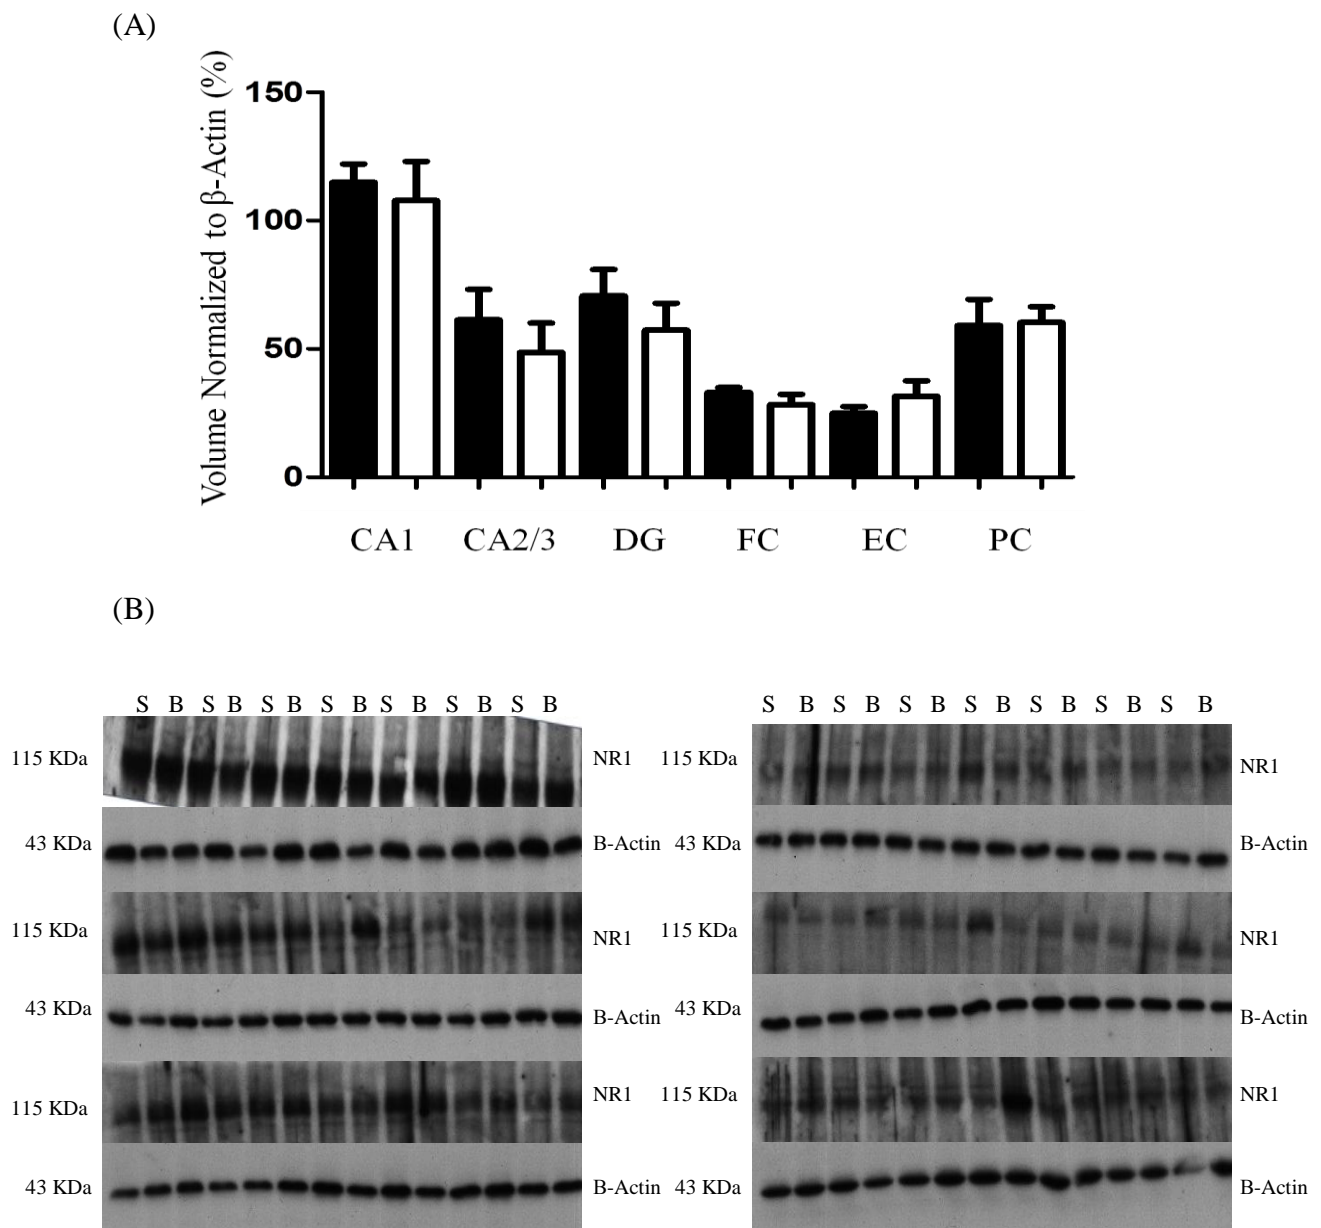 (A)
Volume Normalized to β-Actin (%)
150
100
50
0
CA1 CA2/3 DG FC EC PC
(B)
S B S B S B S B S B S B S B
S B S B S B S B S B S B S B
115 KDa NR1 115 KDa NR1
43 KDa B-Actin 43 KDa B-Actin
115 KDa NR1 115 KDa NR1
43 KDa B-Actin 43 KDa B-Actin
115 KDa NR1 115 KDa NR1
43 KDa B-Actin 43 KDa B-Actin